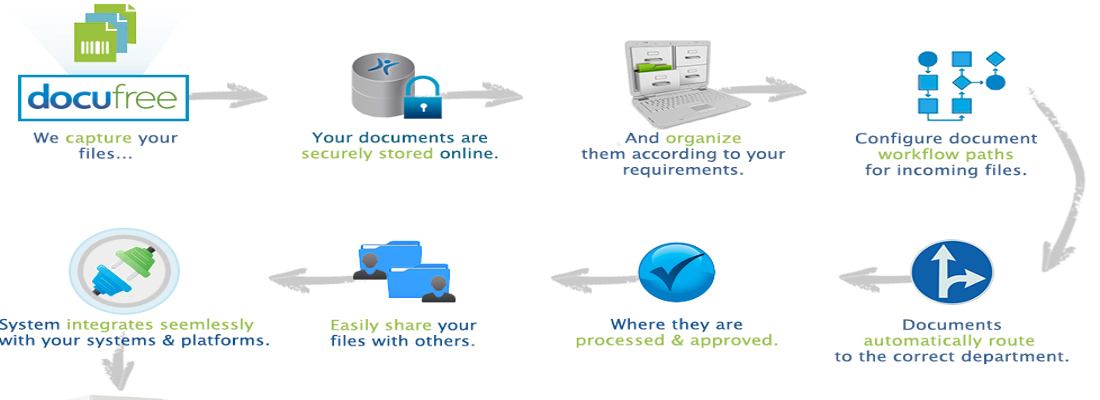 docufree
We capture your
files...
Your documents are
securely stored online.
And organize
them according to your
requirements.
Configure document
workflow paths
for incoming files.
Documents
automatically route
to the correct department.
Where they are
processed & approved.
Easily share your
files with others.
System integrates seemlessly
with your systems & platforms.